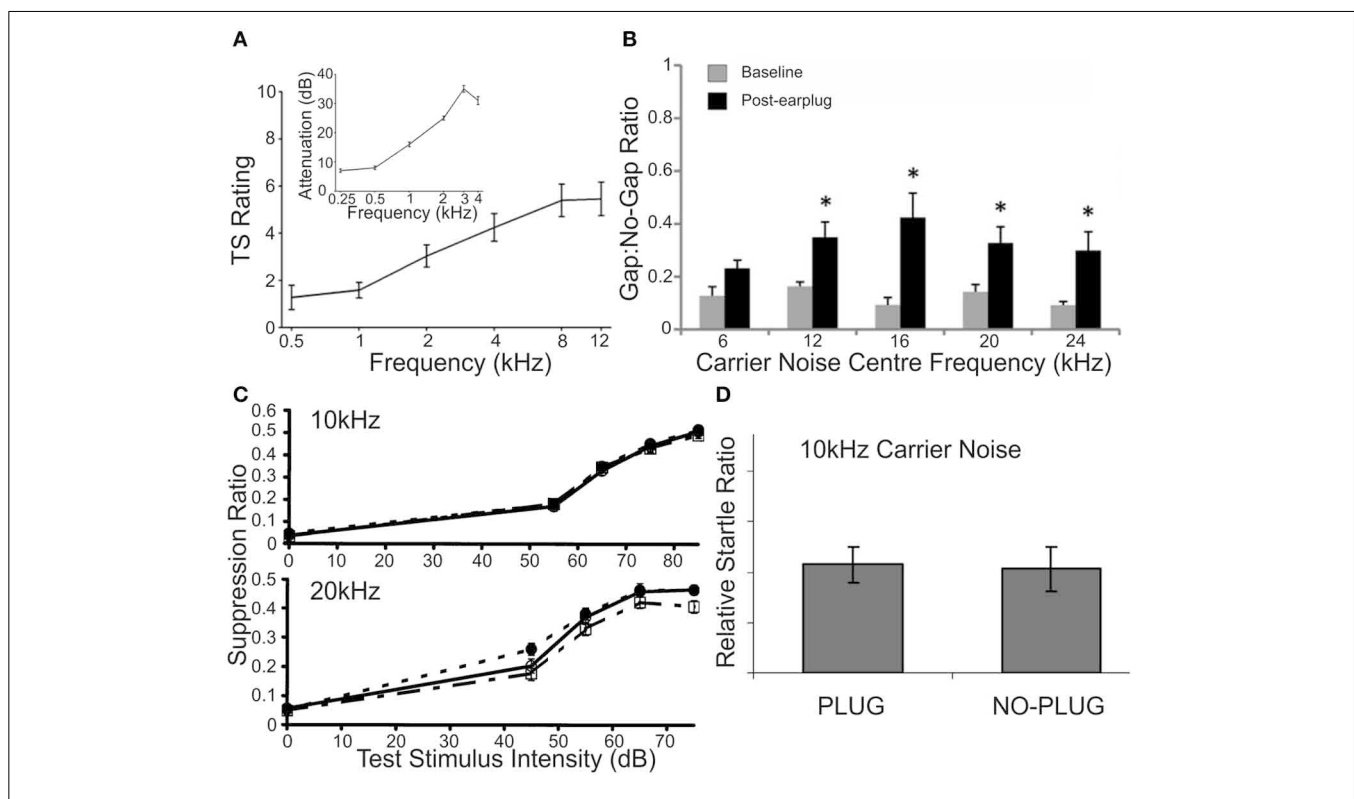 A
TS Rating
10
8
6
4
2
0
0.5 1 2 4 8 12
Frequency (kHz)
Attenuation (dB)
40
30
20
10
0
0.25 0.5 1 2 3 4
Frequency (kHz)
B
Gap:No-Gap Ratio
1
0.8
0.6
0.4
0.2
0
Baseline
Post-earplug
* * * *
6 12 16 20 24
Carrier Noise Centre Frequency (kHz)
C
Suppression Ratio
10kHz
0.6
0.5
0.4
0.3
0.2
0.1
0
0 10 20 30 40 50 60 70 80
20kHz
0.5
0.4
0.3
0.2
0.1
0
0 10 20 30 40 50 60 70
Test Stimulus Intensity (dB)
D
Relative Startle Ratio
10kHz Carrier Noise
PLUG NO-PLUG